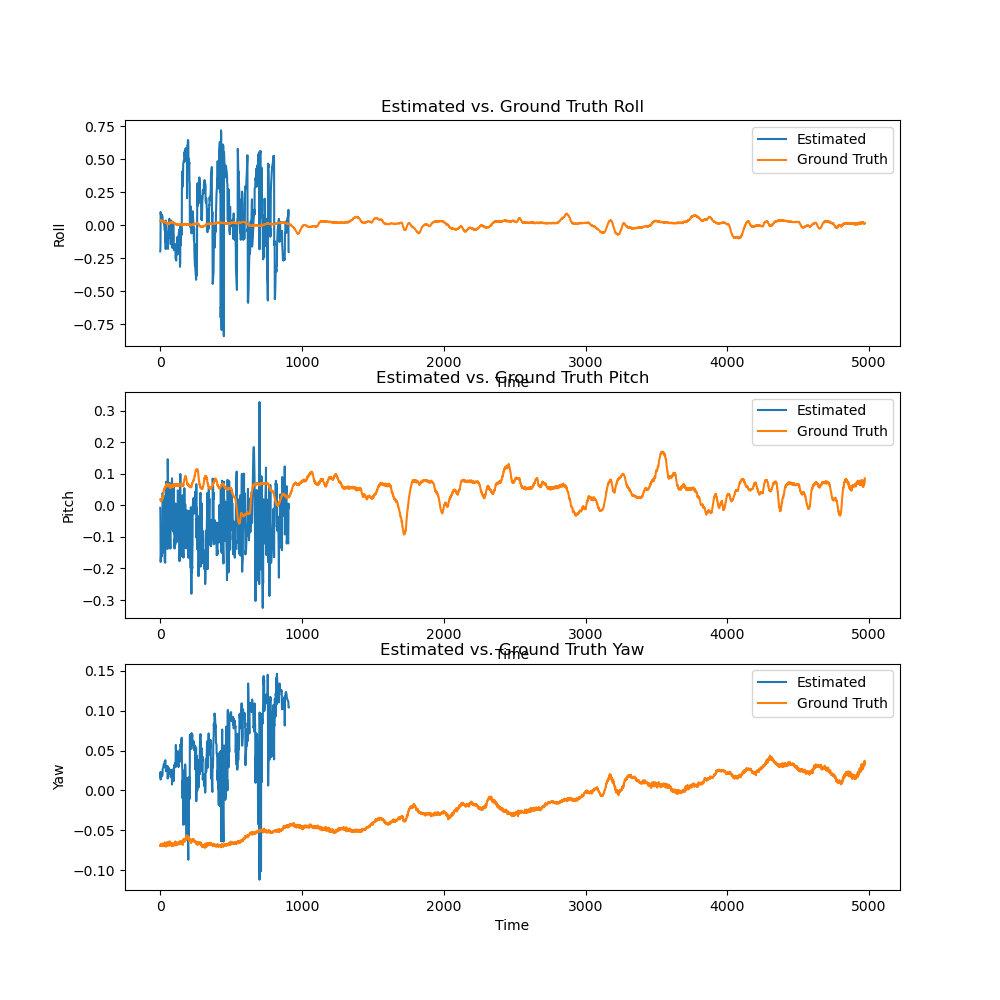 Estimated vs. Ground Truth Roll
0.75
0.50
0.25
0.00
−0.25
−0.50
−0.75
Roll
Estimated
Ground Truth
0 1000 2000 3000 4000 5000
Time
Estimated vs. Ground Truth Pitch
0.3
0.2
0.1
0.0
−0.1
−0.2
−0.3
Pitch
Estimated
Ground Truth
0 1000 2000 3000 4000 5000
Time
Estimated vs. Ground Truth Yaw
0.15
0.10
0.05
0.00
−0.05
−0.10
Yaw
Estimated
Ground Truth
0 1000 2000 3000 4000 5000
Time